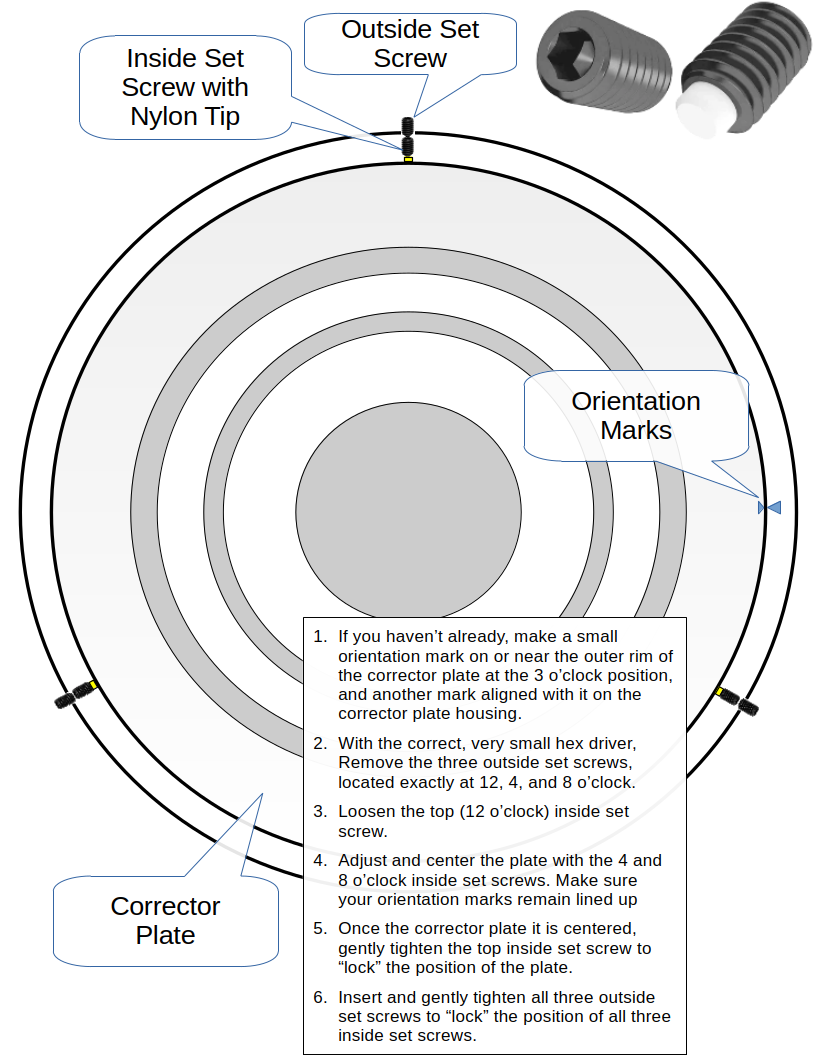 Outside Set
Screw
Inside Set
Screw with
Nylon Tip
Orientation
Marks
1. If you haven’t already, make a small
orientation mark on or near the outer rim of
the corrector plate at the 3 o’clock position,
and another mark aligned with it on the
corrector plate housing.
2. With the correct, very small hex driver,
Remove the three outside set screws,
located exactly at 12, 4, and 8 o’clock.
3. Loosen the top (12 o’clock) inside set
screw.
4. Adjust and center the plate with the 4 and
8 o’clock inside set screws. Make sure
your orientation marks remain lined up
5. Once the corrector plate it is centered,
gently tighten the top inside set screw to
“lock” the position of the plate.
6. Insert and gently tighten all three outside
set screws to “lock” the position of all three
inside set screws.
Corrector
Plate